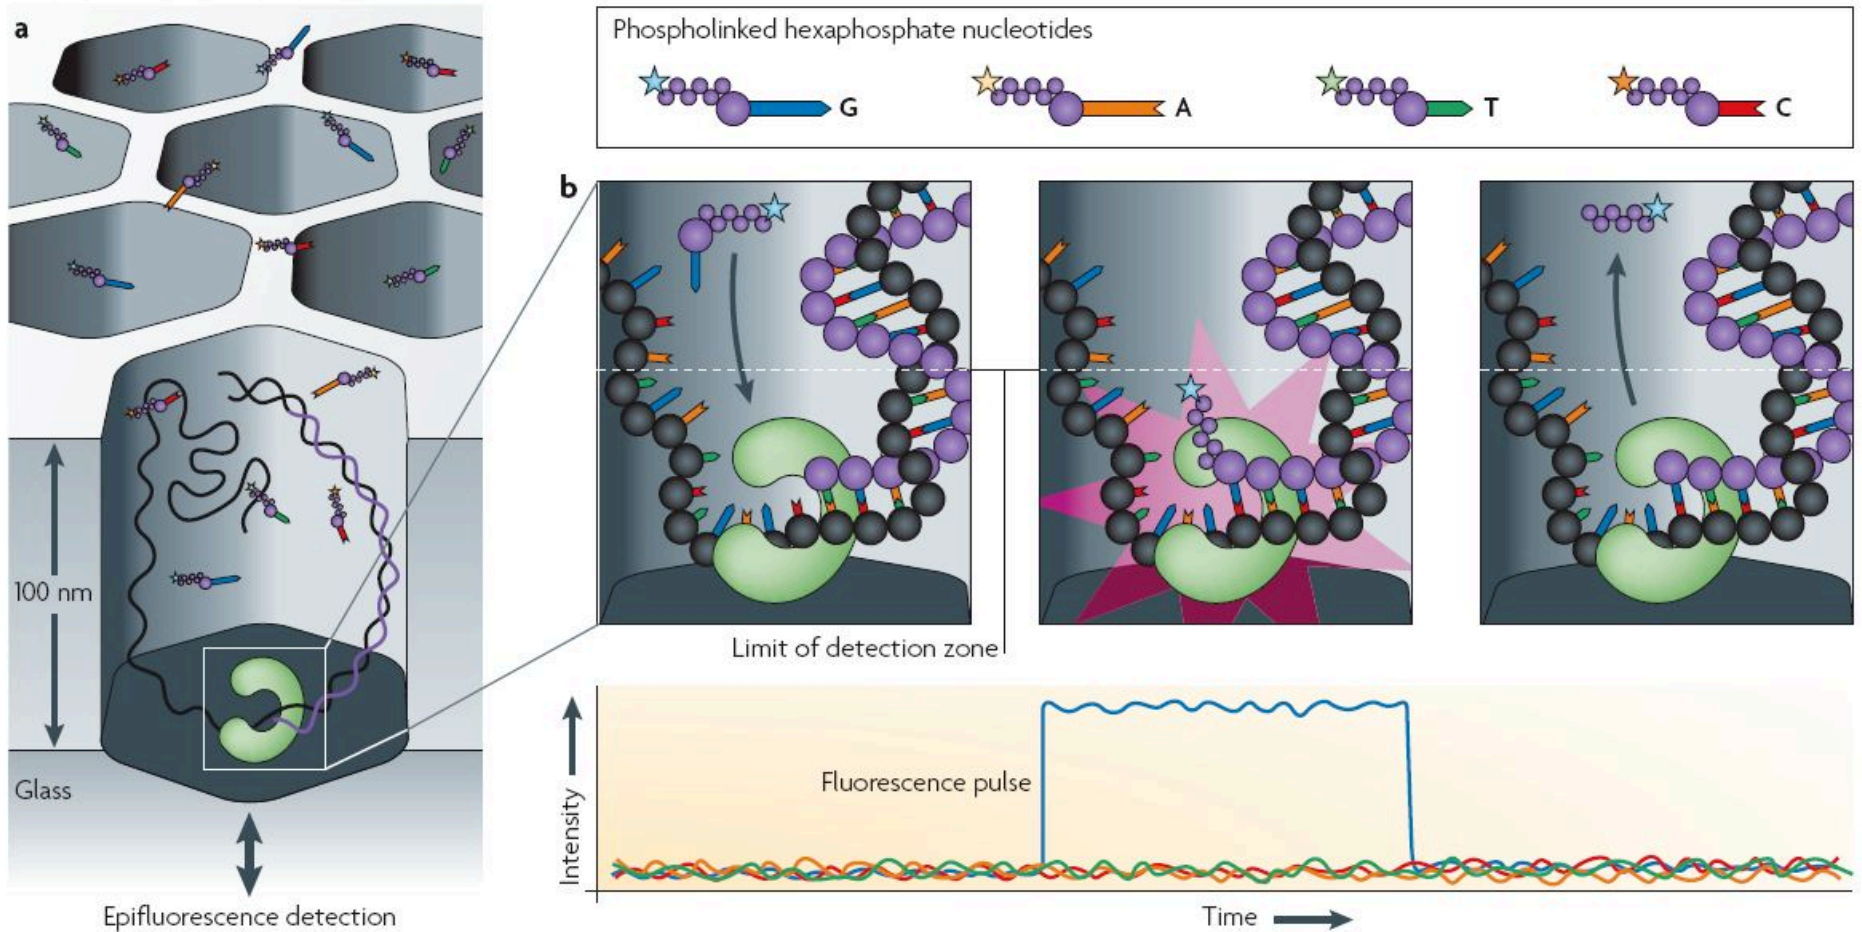 a
Phospholinked hexaphosphate nucleotides
G
A
T
C
b
100 nm
Limit of detection zone
Glass
Fluorescence pulse
Intensity
Epifluorescence detection
Time